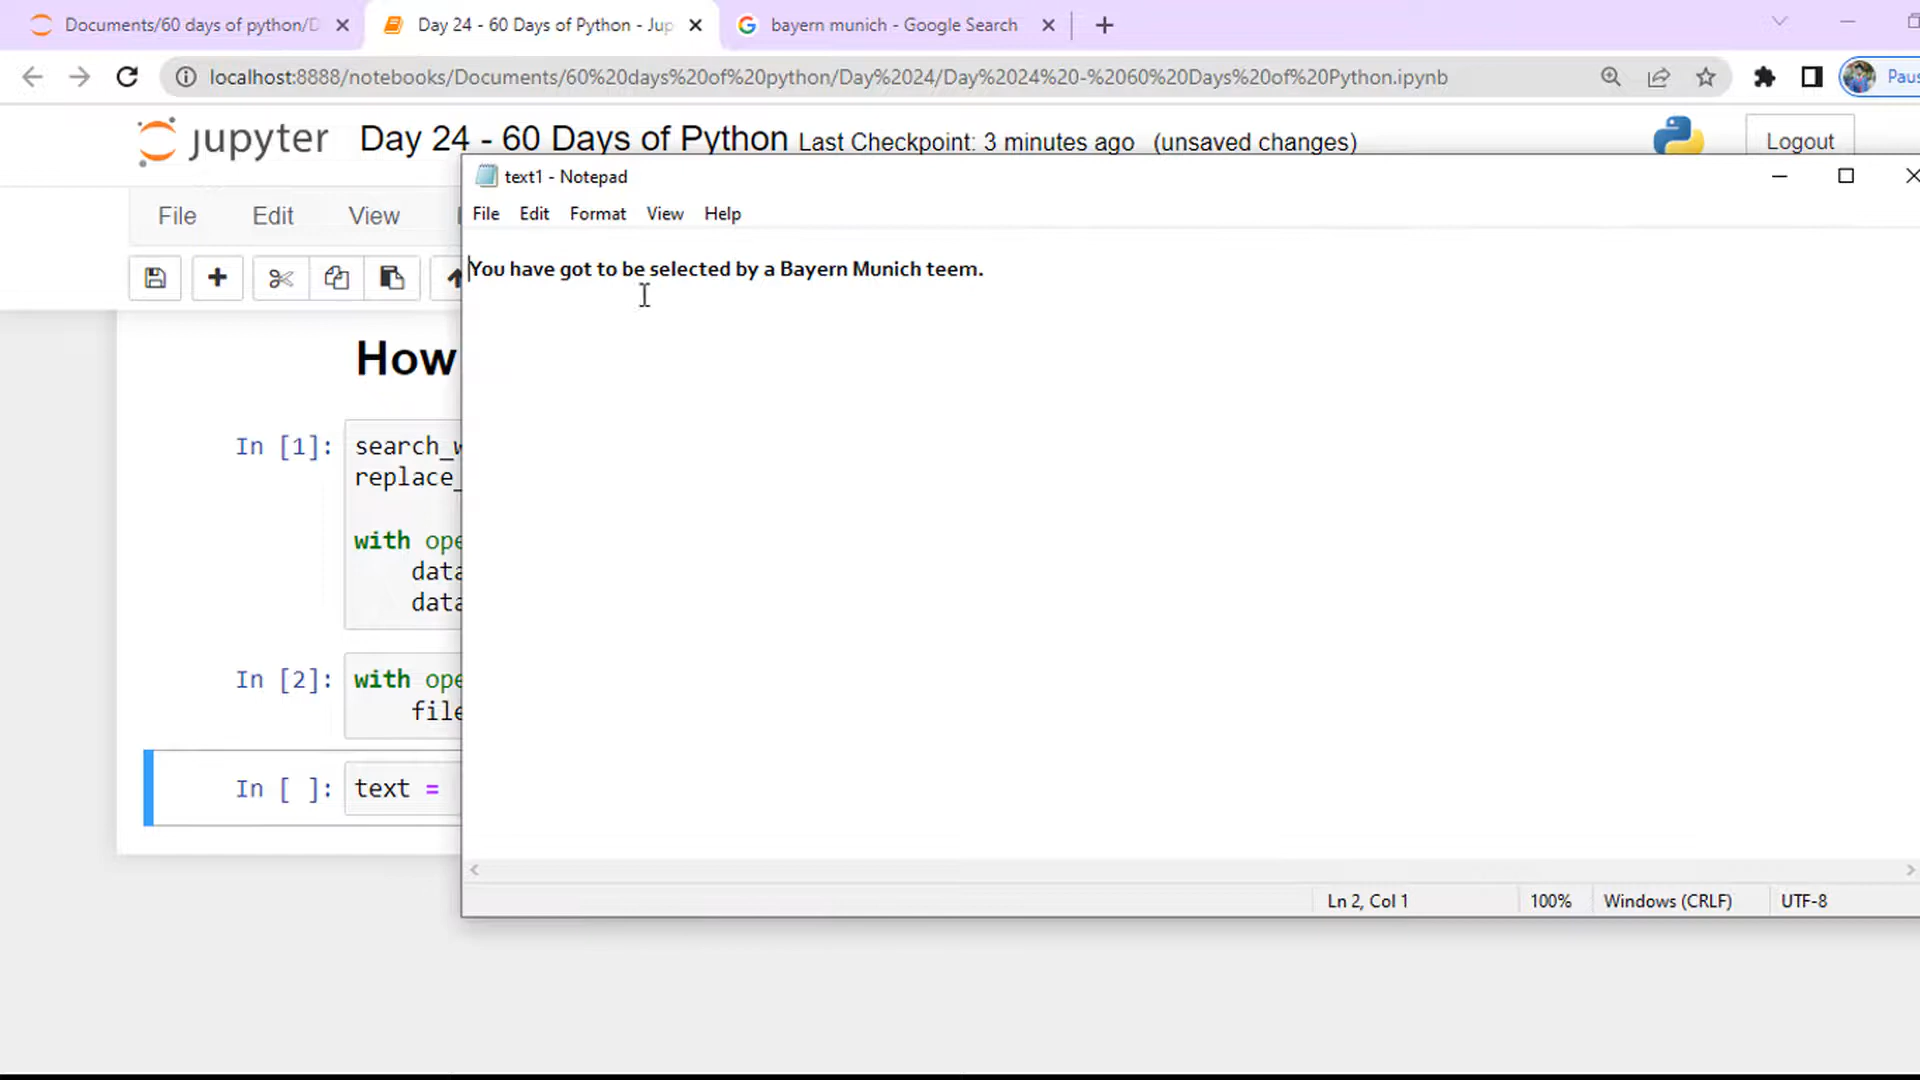 Documents/60 days of python/D
Day 24 - 60 Days of Python - Jup
bayern munich - Google Search
localhost:8888/notebooks/Documents/60%20days%20of%20python/Day%2024/Day%2024%20-%2060%20Days%20of%20Python.ipynb
Paus
jupyter Day 24 - 60 Days of Python Last Checkpoint: 3 minutes ago (unsaved changes)
Logout
text1 - Notepad
File Edit View
File Edit Format View Help
You have got to be selected by a Bayern Munich teem.
How
In [1]: search_w
replace_
with ope
data
data
In [2]: with ope
file
In [ ]: text =
Ln 2, Col 1 100% Windows (CRLF) UTF-8